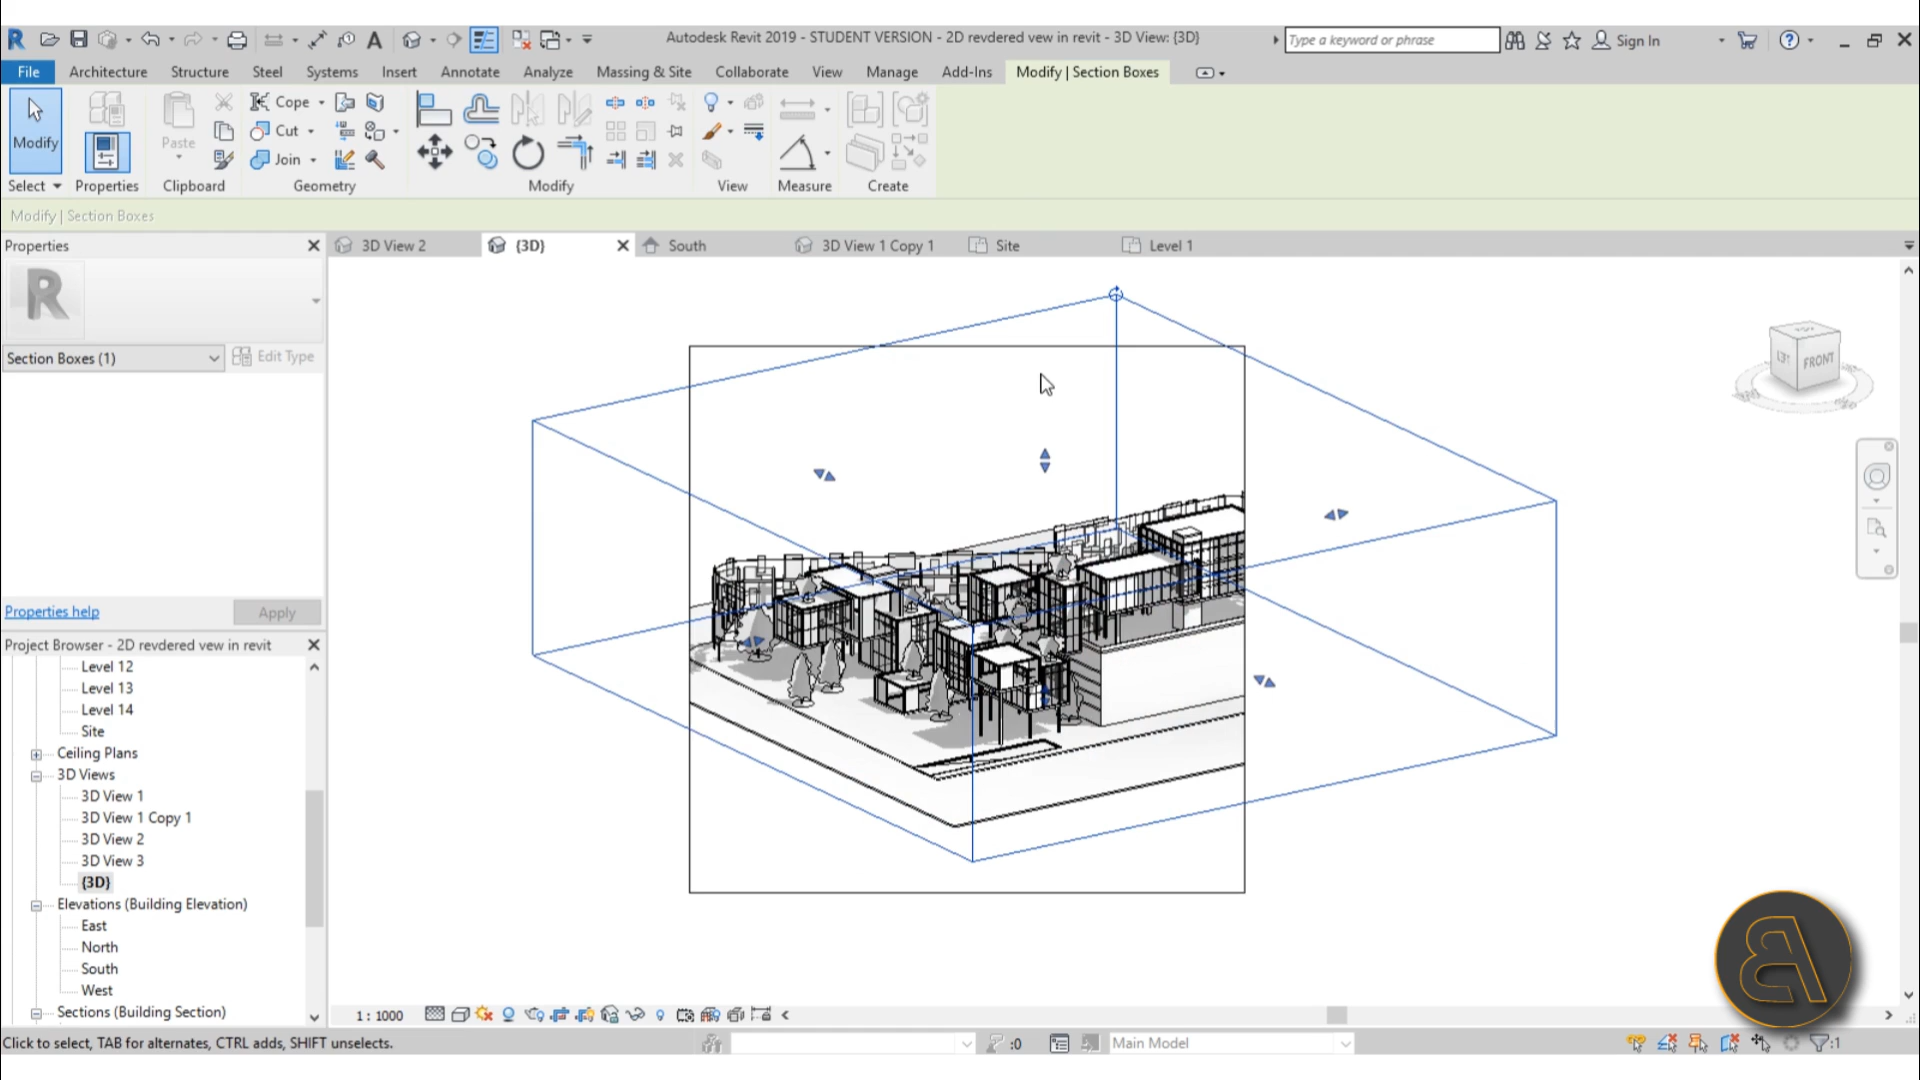 Autodesk Revit 2019 - STUDENT VERSION - 2D revdered vew in revit - 3D View: {3D}
Type a keyword or phrase
Sign In
File Architecture Structure Steel Systems Insert Annotate Analyze Massing & Site Collaborate View Manage Add-Ins Modify | Section Boxes
Modify
Paste
Cope
Cut
Join
Select Properties Clipboard Geometry Modify View Measure Create
Modify | Section Boxes
Properties
3D View 2 {3D} South 3D View 1 Copy 1 Site Level 1
Section Boxes (1)
Edit Type
FRONT
Properties help
Apply
Project Browser - 2D revdered vew in revit
Level 12
Level 13
Level 14
Site
Ceiling Plans
3D Views
3D View 1
3D View 1 Copy 1
3D View 2
3D View 3
{3D}
Elevations (Building Elevation)
East
North
South
West
Sections (Building Section)
1 : 1000
Click to select, TAB for alternates, CTRL adds, SHIFT unselects.
:0
Main Model
:1